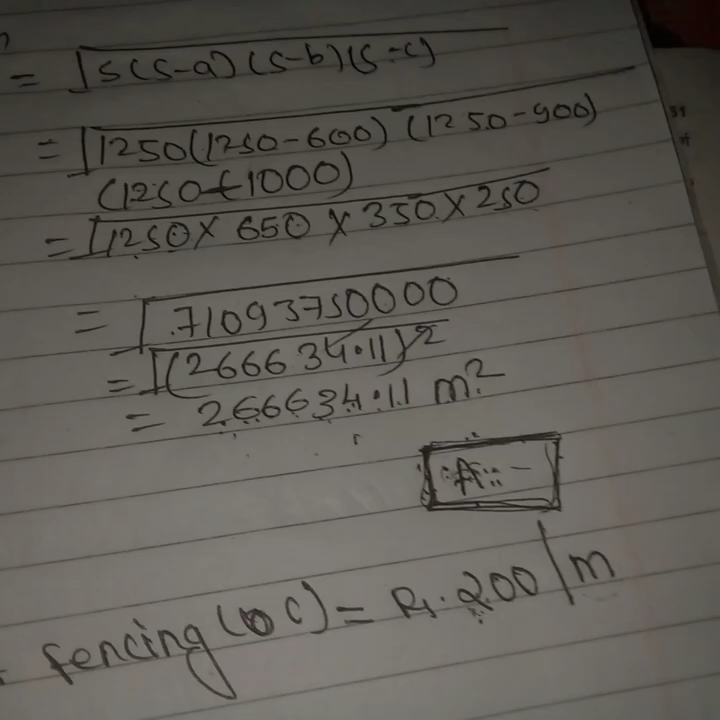 = √s(s-a)(s-b)(s-c)
= √1250(1250-600) (1250-900)
(1250-1000)
= √1250 x 650 x 350 x 250
= √71093750000
= √(266634.11)²
= 266634.11 m²
A:: -
fencing ( C) = Rs. 200/m